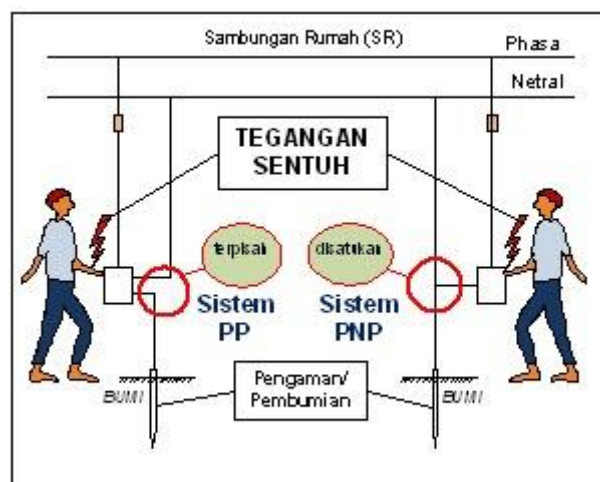 Sambungan Rumah (SR)
Phasa
Netral
TEGANGAN
SENTUH
terpisah
disatukan
Sistem
PP
Sistem
PNP
BUMI
Pengaman/
Pembumian
BUMI